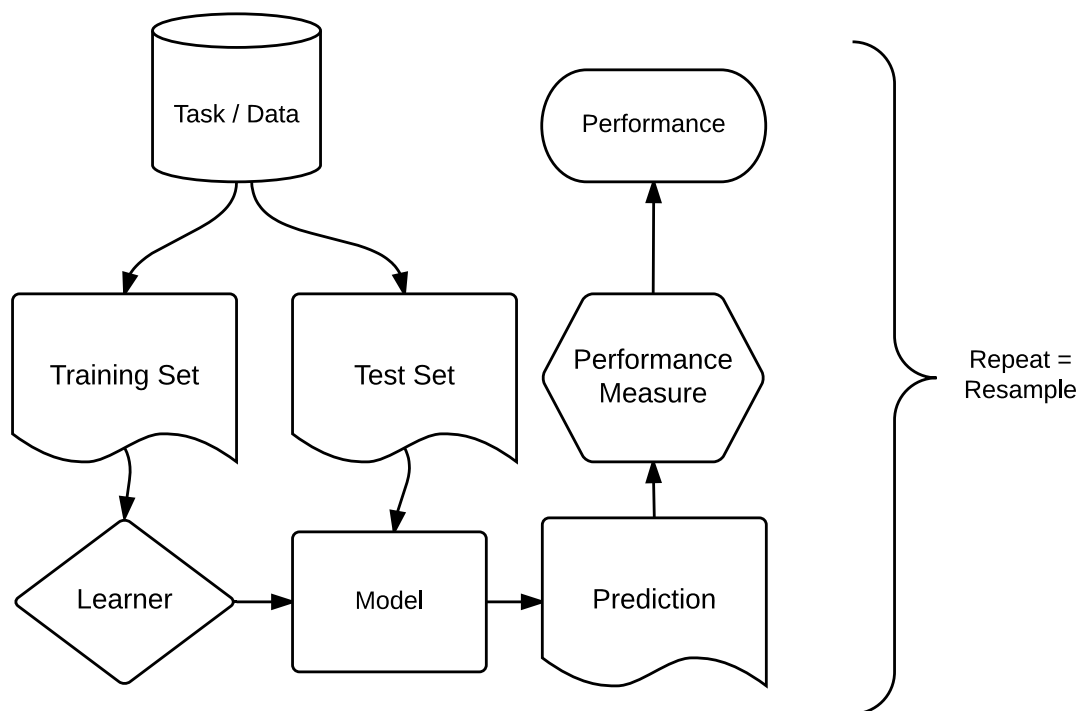 Task / Data
Performance
Training Set
Test Set
Performance
Measure
Repeat =
Resample
Learner
Model
Prediction